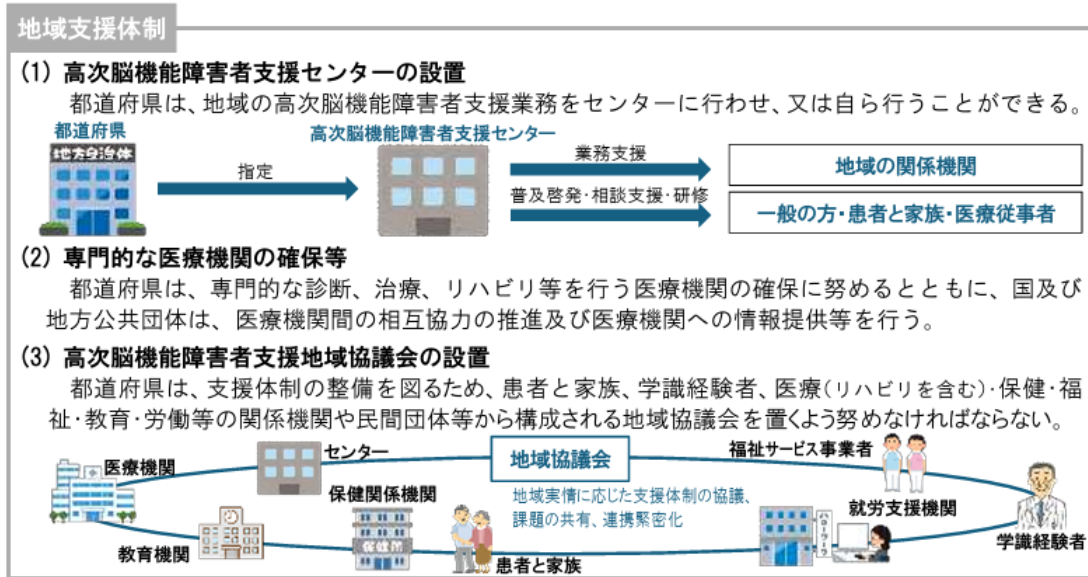 地域支援体制
(1) 高次脳機能障害者支援センターの設置
都道府県は、地域の高次脳機能障害者支援業務をセンターに行わせ、又は自ら行うことができる。
都道府県
高次脳機能障害者支援センター
地方自治体
指定
業務支援
地域の関係機関
普及啓発・相談支援・研修
一般の方・患者と家族・医療従事者
(2) 専門的な医療機関の確保等
都道府県は、専門的な診断、治療、リハビリ等を行う医療機関の確保に努めるとともに、国及び
地方公共団体は、医療機関間の相互協力の推進及び医療機関への情報提供等を行う。
(3) 高次脳機能障害者支援地域協議会の設置
都道府県は、支援体制の整備を図るため、患者と家族、学識経験者、医療(リハビリを含む)・保健・福
祉・教育・労働等の関係機関や民間団体等から構成される地域協議会を置くよう努めなければならない。
医療機関
センター
地域協議会
福祉サービス事業者
保健関係機関
地域実情に応じた支援体制の協議、
課題の共有、連携緊密化
就労支援機関
保健所
ハローワーク
教育機関
患者と家族
学識経験者